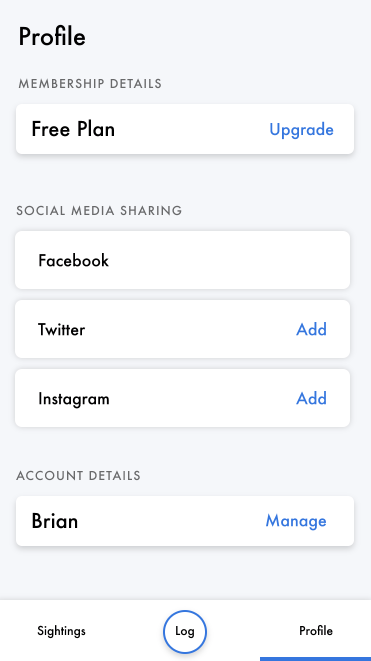 Profile
MEMBERSHIP DETAILS
Free Plan Upgrade
SOCIAL MEDIA SHARING
Facebook
Twitter Add
Instagram Add
ACCOUNT DETAILS
Brian Manage
Sightings Log Profile